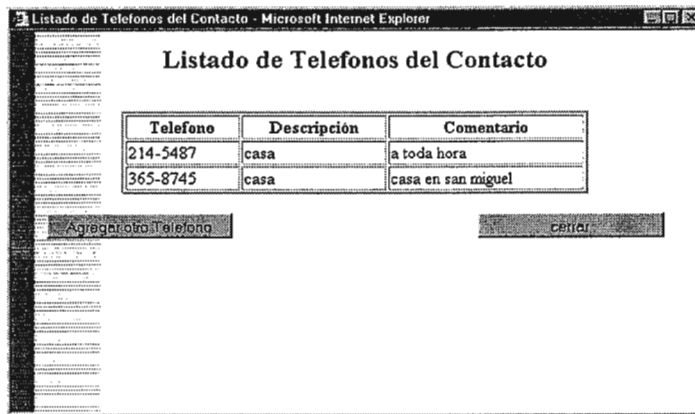 Listado de Telefonos del Contacto - Microsoft Internet Explorer
Listado de Telefonos del Contacto
Telefono Descripción Comentario
214-5487 casa a toda hora
365-8745 casa casa en san miguel
Agregar otro Telefono cerrar